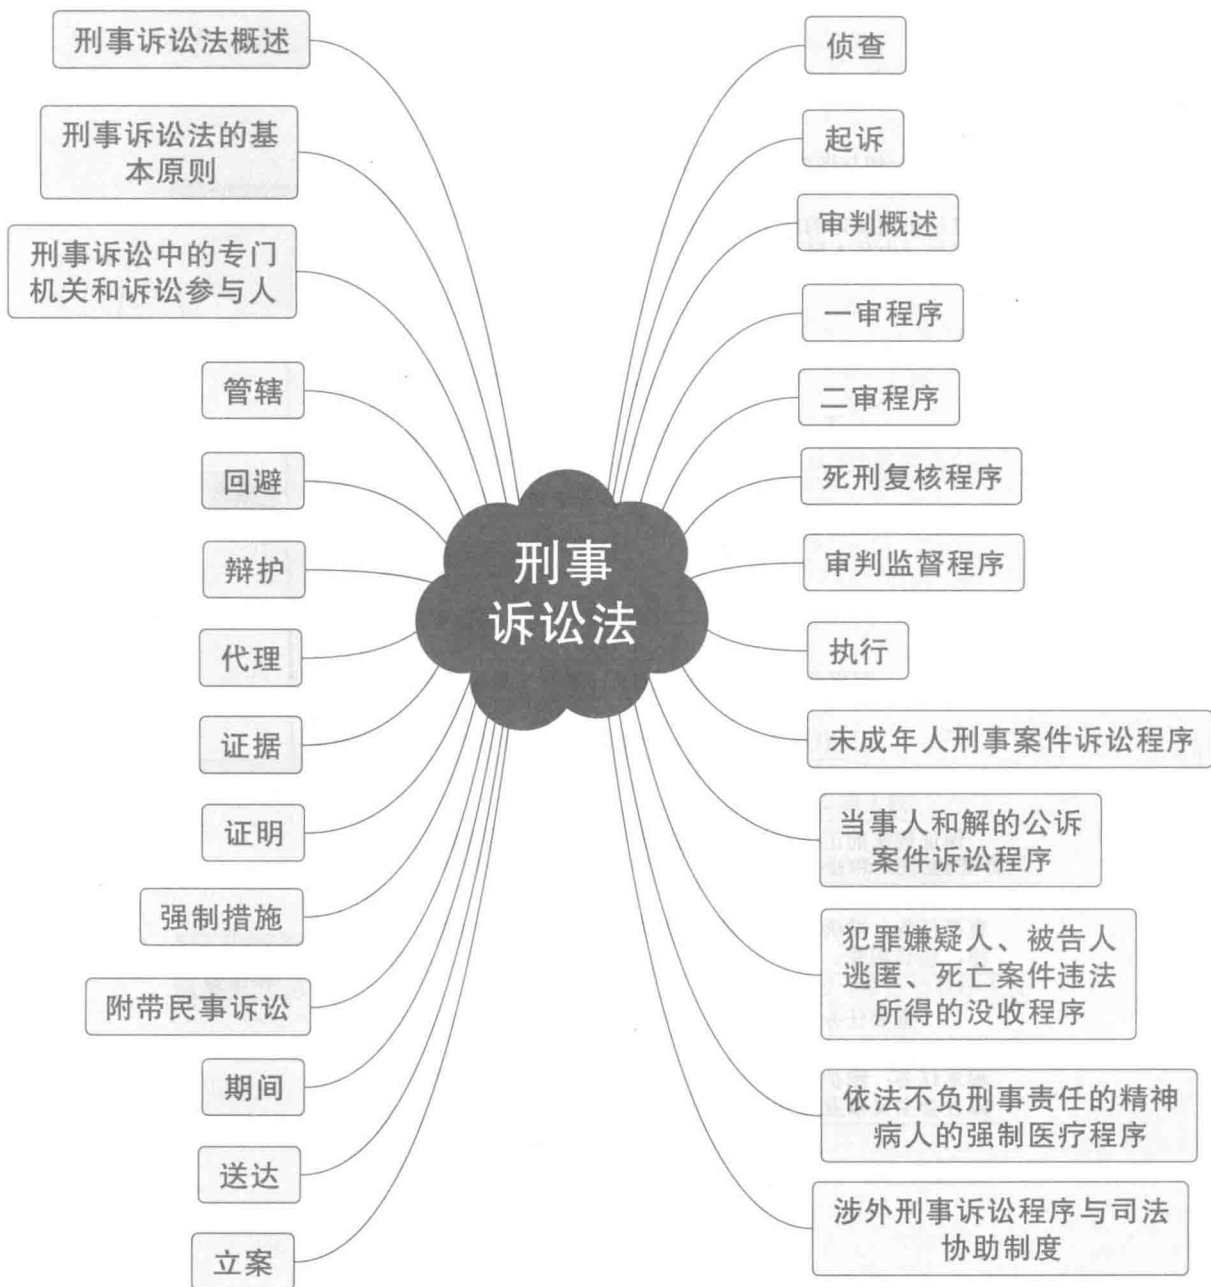 刑事诉讼法概述
刑事诉讼法的基
本原则
刑事诉讼中的专门
机关和诉讼参与人
管辖
回避
辩护
代理
证据
证明
强制措施
附带民事诉讼
期间
送达
立案
刑事
诉讼法
侦查
起诉
审判概述
一审程序
二审程序
死刑复核程序
审判监督程序
执行
未成年人刑事案件诉讼程序
当事人和解的公诉
案件诉讼程序
犯罪嫌疑人、被告人
逃匿、死亡案件违法
所得的没收程序
依法不负刑事责任的精神
病人的强制医疗程序
涉外刑事诉讼程序与司法
协助制度